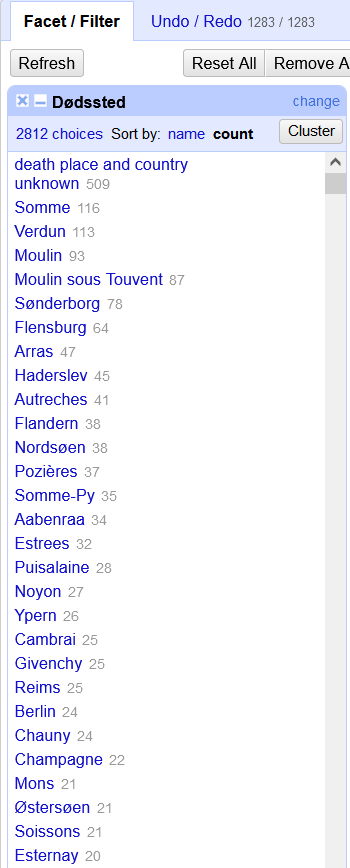 Facet / Filter Undo / Redo 1283 / 1283
Refresh Reset All Remove A
Dødssted change
2812 choices Sort by: name count Cluster
death place and country
unknown 509
Somme 116
Verdun 113
Moulin 93
Moulin sous Touvent 87
Sønderborg 78
Flensburg 64
Arras 47
Haderslev 45
Autreches 41
Flandern 38
Nordsøen 38
Pozières 37
Somme-Py 35
Aabenraa 34
Estrees 32
Puisalaine 28
Noyon 27
Ypern 26
Cambrai 25
Givenchy 25
Reims 25
Berlin 24
Chauny 24
Champagne 22
Mons 21
Østersøen 21
Soissons 21
Esternay 20